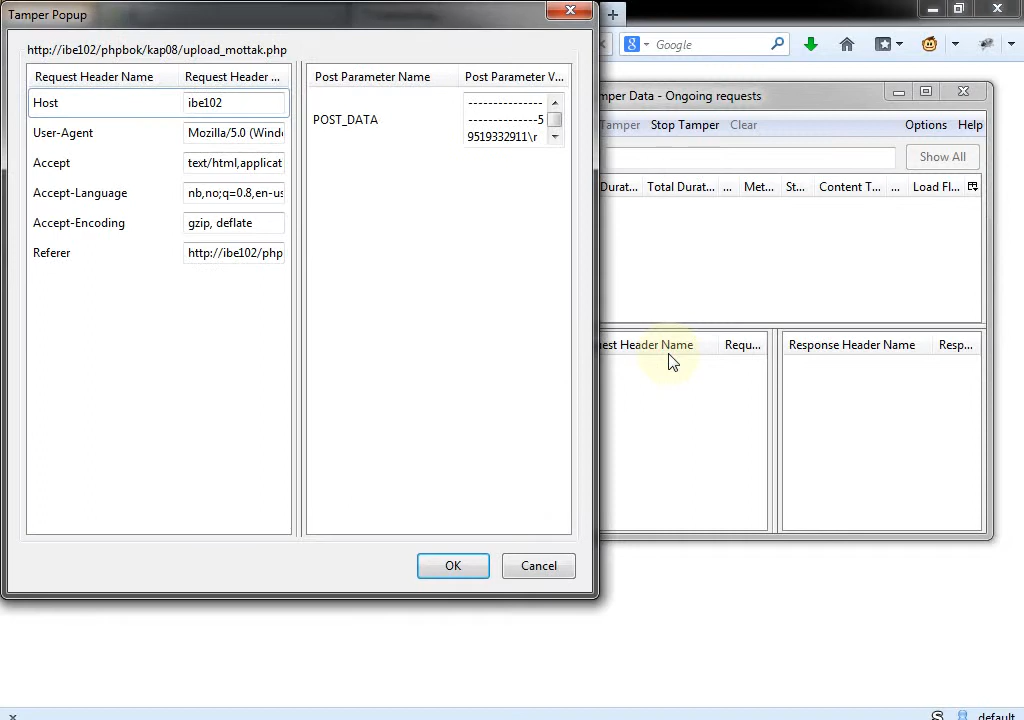 Tamper Popup
http://ibe102/phpbok/kap08/upload_mottak.php
Request Header Name Request Header ...
Host ibe102
User-Agent Mozilla/5.0 (Wind
Accept text/html,applicat
Accept-Language nb,no;q=0.8,en-us
Accept-Encoding gzip, deflate
Referer http://ibe102/php
Post Parameter Name Post Parameter V...
POST_DATA
---------------
--------------5
9519332911\r
OK Cancel
Google
mper Data - Ongoing requests
Tamper Stop Tamper Clear Options Help
Show All
Durat... Total Durat... ... Met... St... Content T... ... Load Fl...
est Header Name Requ...
Response Header Name Resp...
default